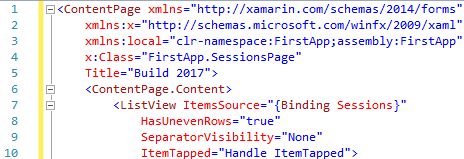 1 <ContentPage xmlns="http://xamarin.com/schemas/2014/forms"
2 xmlns:x="http://schemas.microsoft.com/winfx/2009/xaml"
3 xmlns:local="clr-namespace:FirstApp;assembly:FirstApp"
4 x:Class="FirstApp.SessionsPage"
5 Title="Build 2017">
6 <ContentPage.Content>
7 <ListView ItemsSource="{Binding Sessions}"
8 HasUnevenRows="true"
9 SeparatorVisibility="None"
10 ItemTapped="Handle ItemTapped">